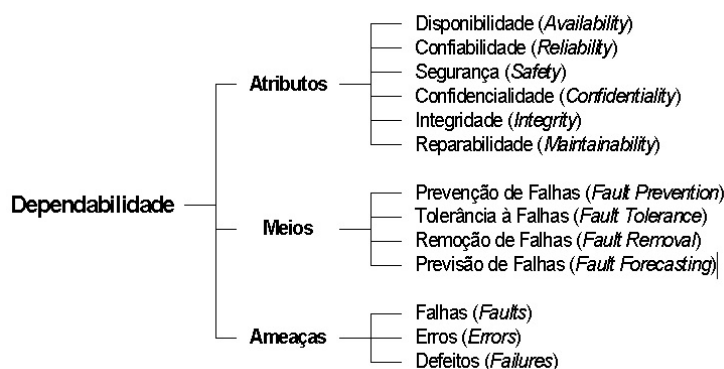 Disponibilidade (Availability)
Confiabilidade (Reliability)
Segurança (Safety)
Atributos
Confidencialidade (Confidentiality)
Integridade (Integrity)
Reparabilidade (Maintainability)
Dependabilidade
Prevenção de Falhas (Fault Prevention)
Tolerância à Falhas (Fault Tolerance)
Meios
Remoção de Falhas (Fault Removal)
Previsão de Falhas (Fault Forecasting)
Falhas (Faults)
Ameaças
Erros (Errors)
Defeitos (Failures)